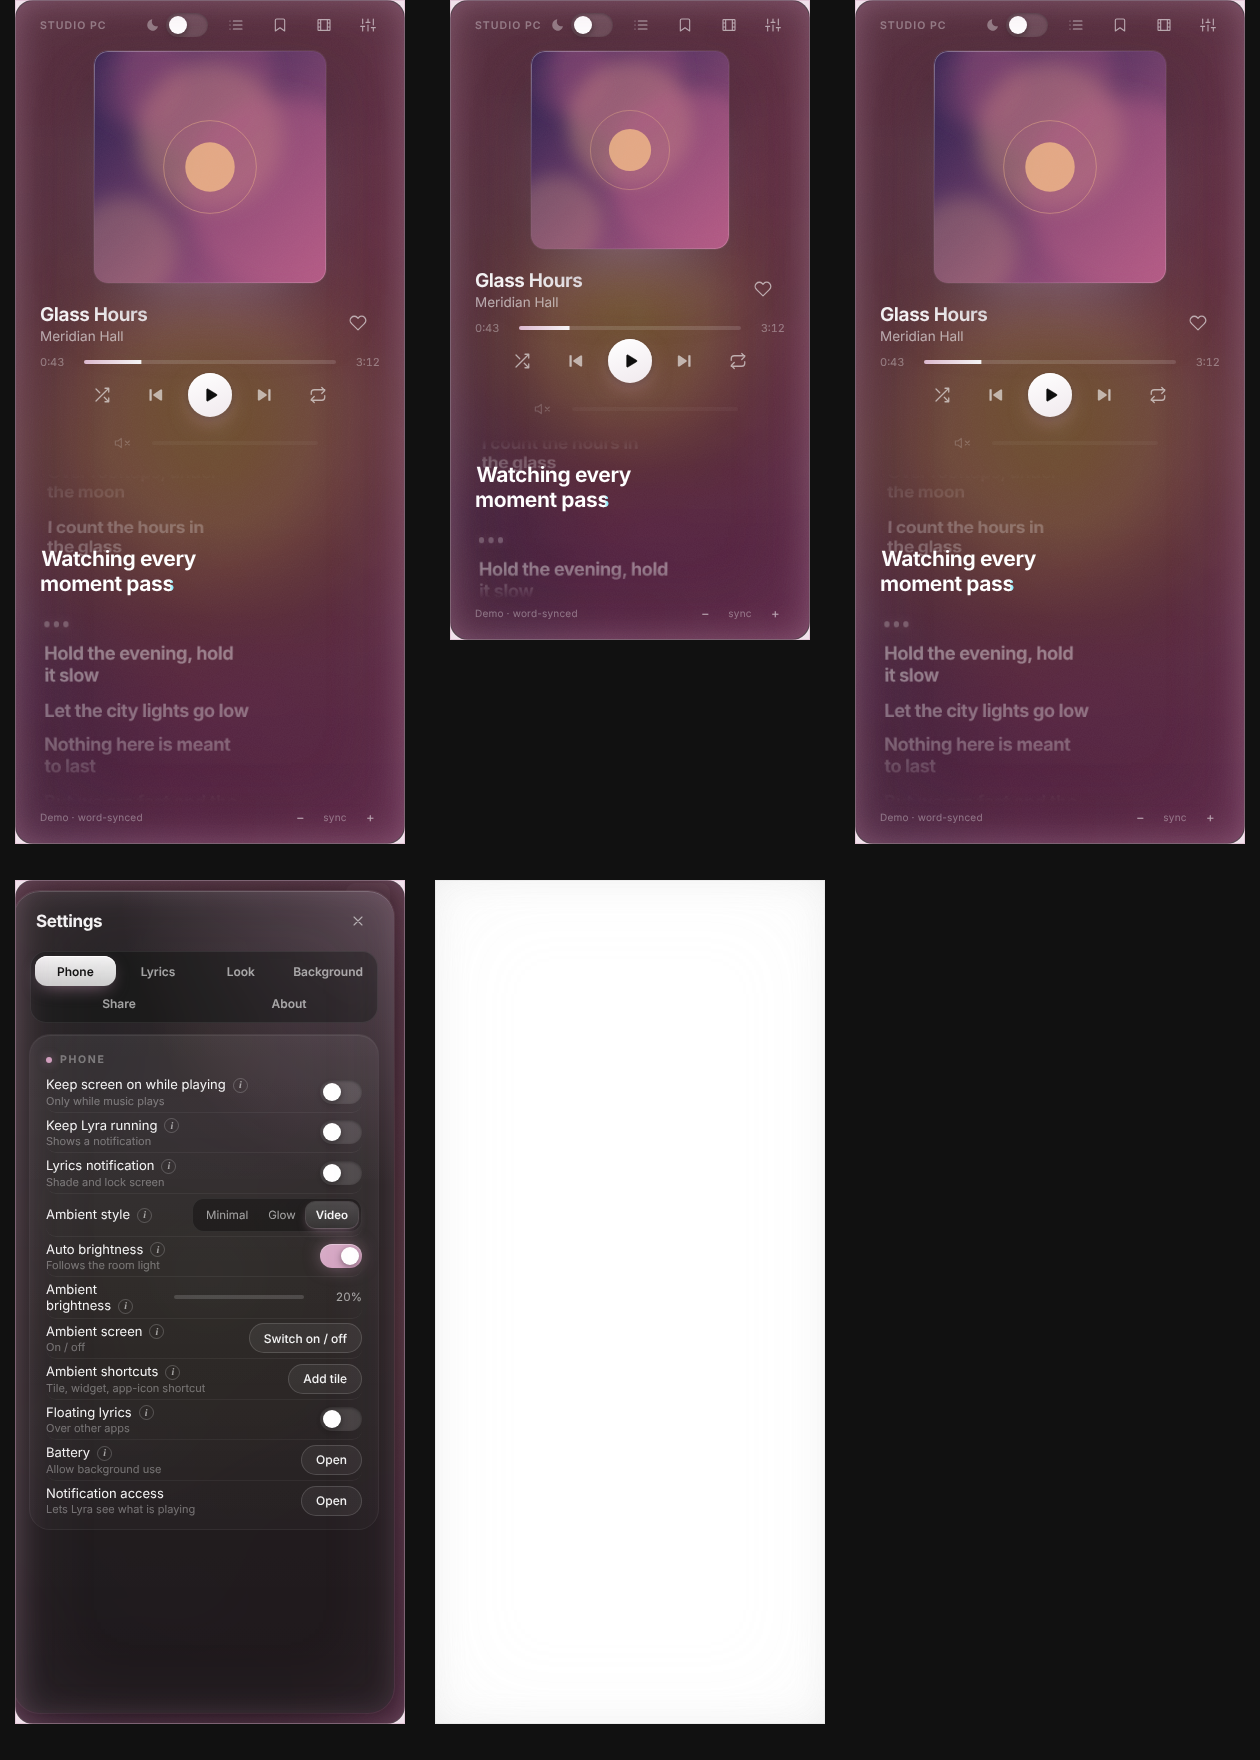 STUDIO PC
Glass Hours
Meridian Hall
0:43
3:12
the moon
I count the hours in
the glass
Watching every
moment pass
Hold the evening, hold
it slow
Let the city lights go low
Nothing here is meant
to last
Demo · word-synced
− sync +
STUDIO PC
Glass Hours
Meridian Hall
0:43
3:12
I count the hours in
the glass
Watching every
moment pass
Hold the evening, hold
it slow
Demo · word-synced
− sync +
STUDIO PC
Glass Hours
Meridian Hall
0:43
3:12
the moon
I count the hours in
the glass
Watching every
moment pass
Hold the evening, hold
it slow
Let the city lights go low
Nothing here is meant
to last
Demo · word-synced
− sync +
Settings
Phone Lyrics Look Background
Share About
PHONE
Keep screen on while playing i
Only while music plays
Keep Lyra running i
Shows a notification
Lyrics notification i
Shade and lock screen
Ambient style i Minimal Glow Video
Auto brightness i
Follows the room light
Ambient
brightness i 20%
Ambient screen i
On / off
Switch on / off
Ambient shortcuts i
Tile, widget, app-icon shortcut
Add tile
Floating lyrics i
Over other apps
Battery i
Allow background use
Open
Notification access
Lets Lyra see what is playing
Open